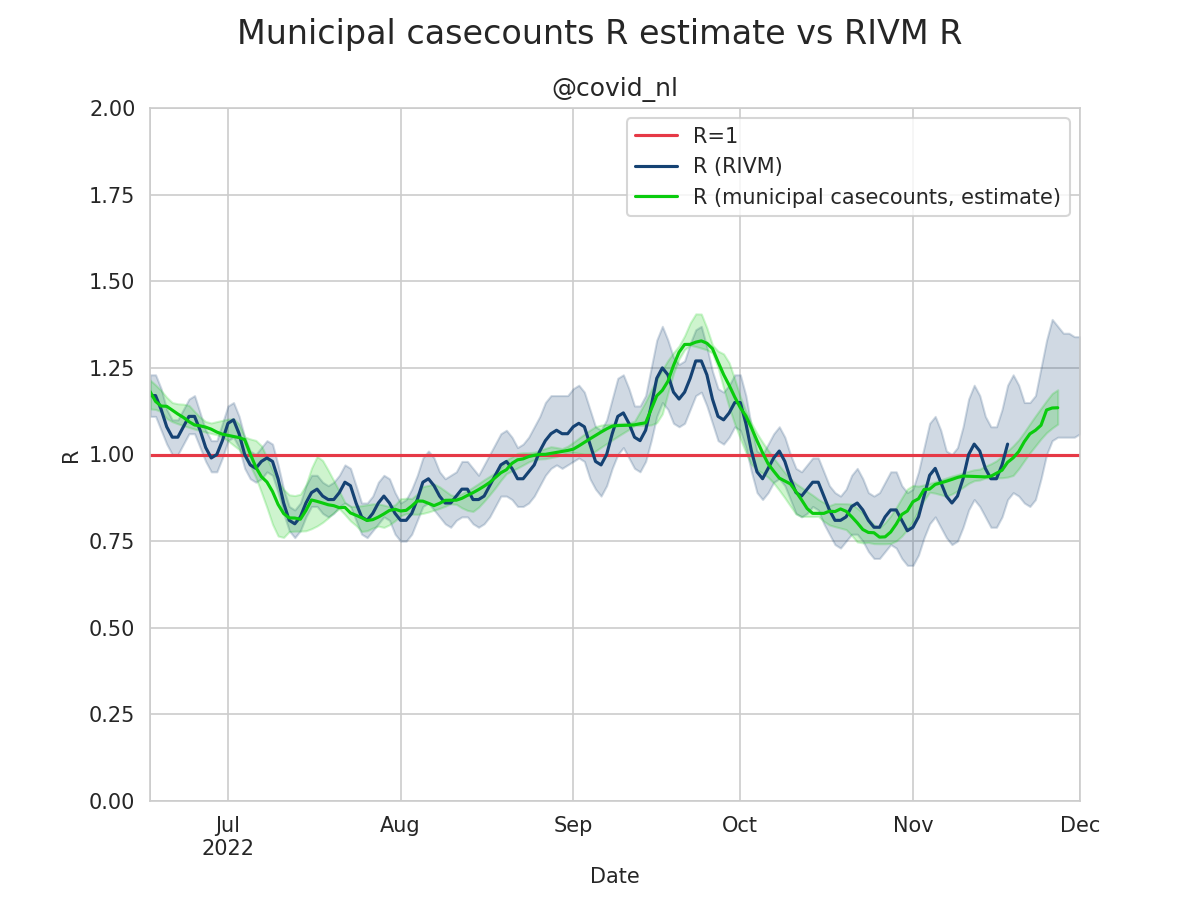 Municipal casecounts R estimate vs RIVM R
@covid_nl
R=1
R (RIVM)
R (municipal casecounts, estimate)
2.00
1.75
1.50
1.25
1.00
0.75
0.50
0.25
0.00
R
Jul
2022
Aug
Sep
Oct
Nov
Dec
Date